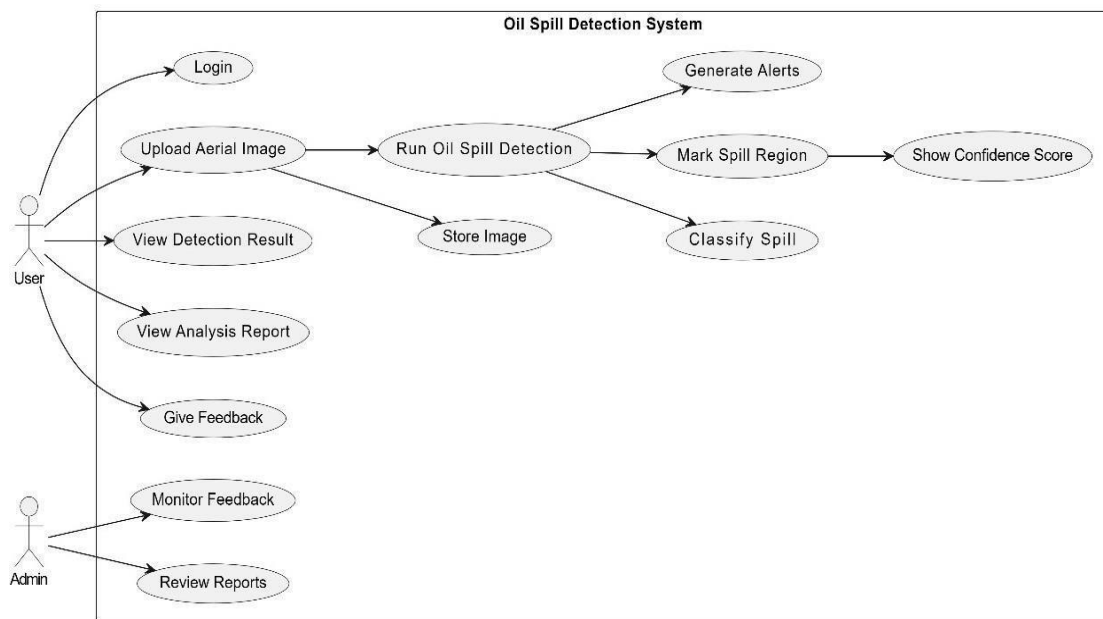 Oil Spill Detection System
Login
Generate Alerts
Upload Aerial Image
Run Oil Spill Detection
Mark Spill Region
Show Confidence Score
View Detection Result
Store Image
Classify Spill
User
View Analysis Report
Give Feedback
Monitor Feedback
Admin
Review Reports